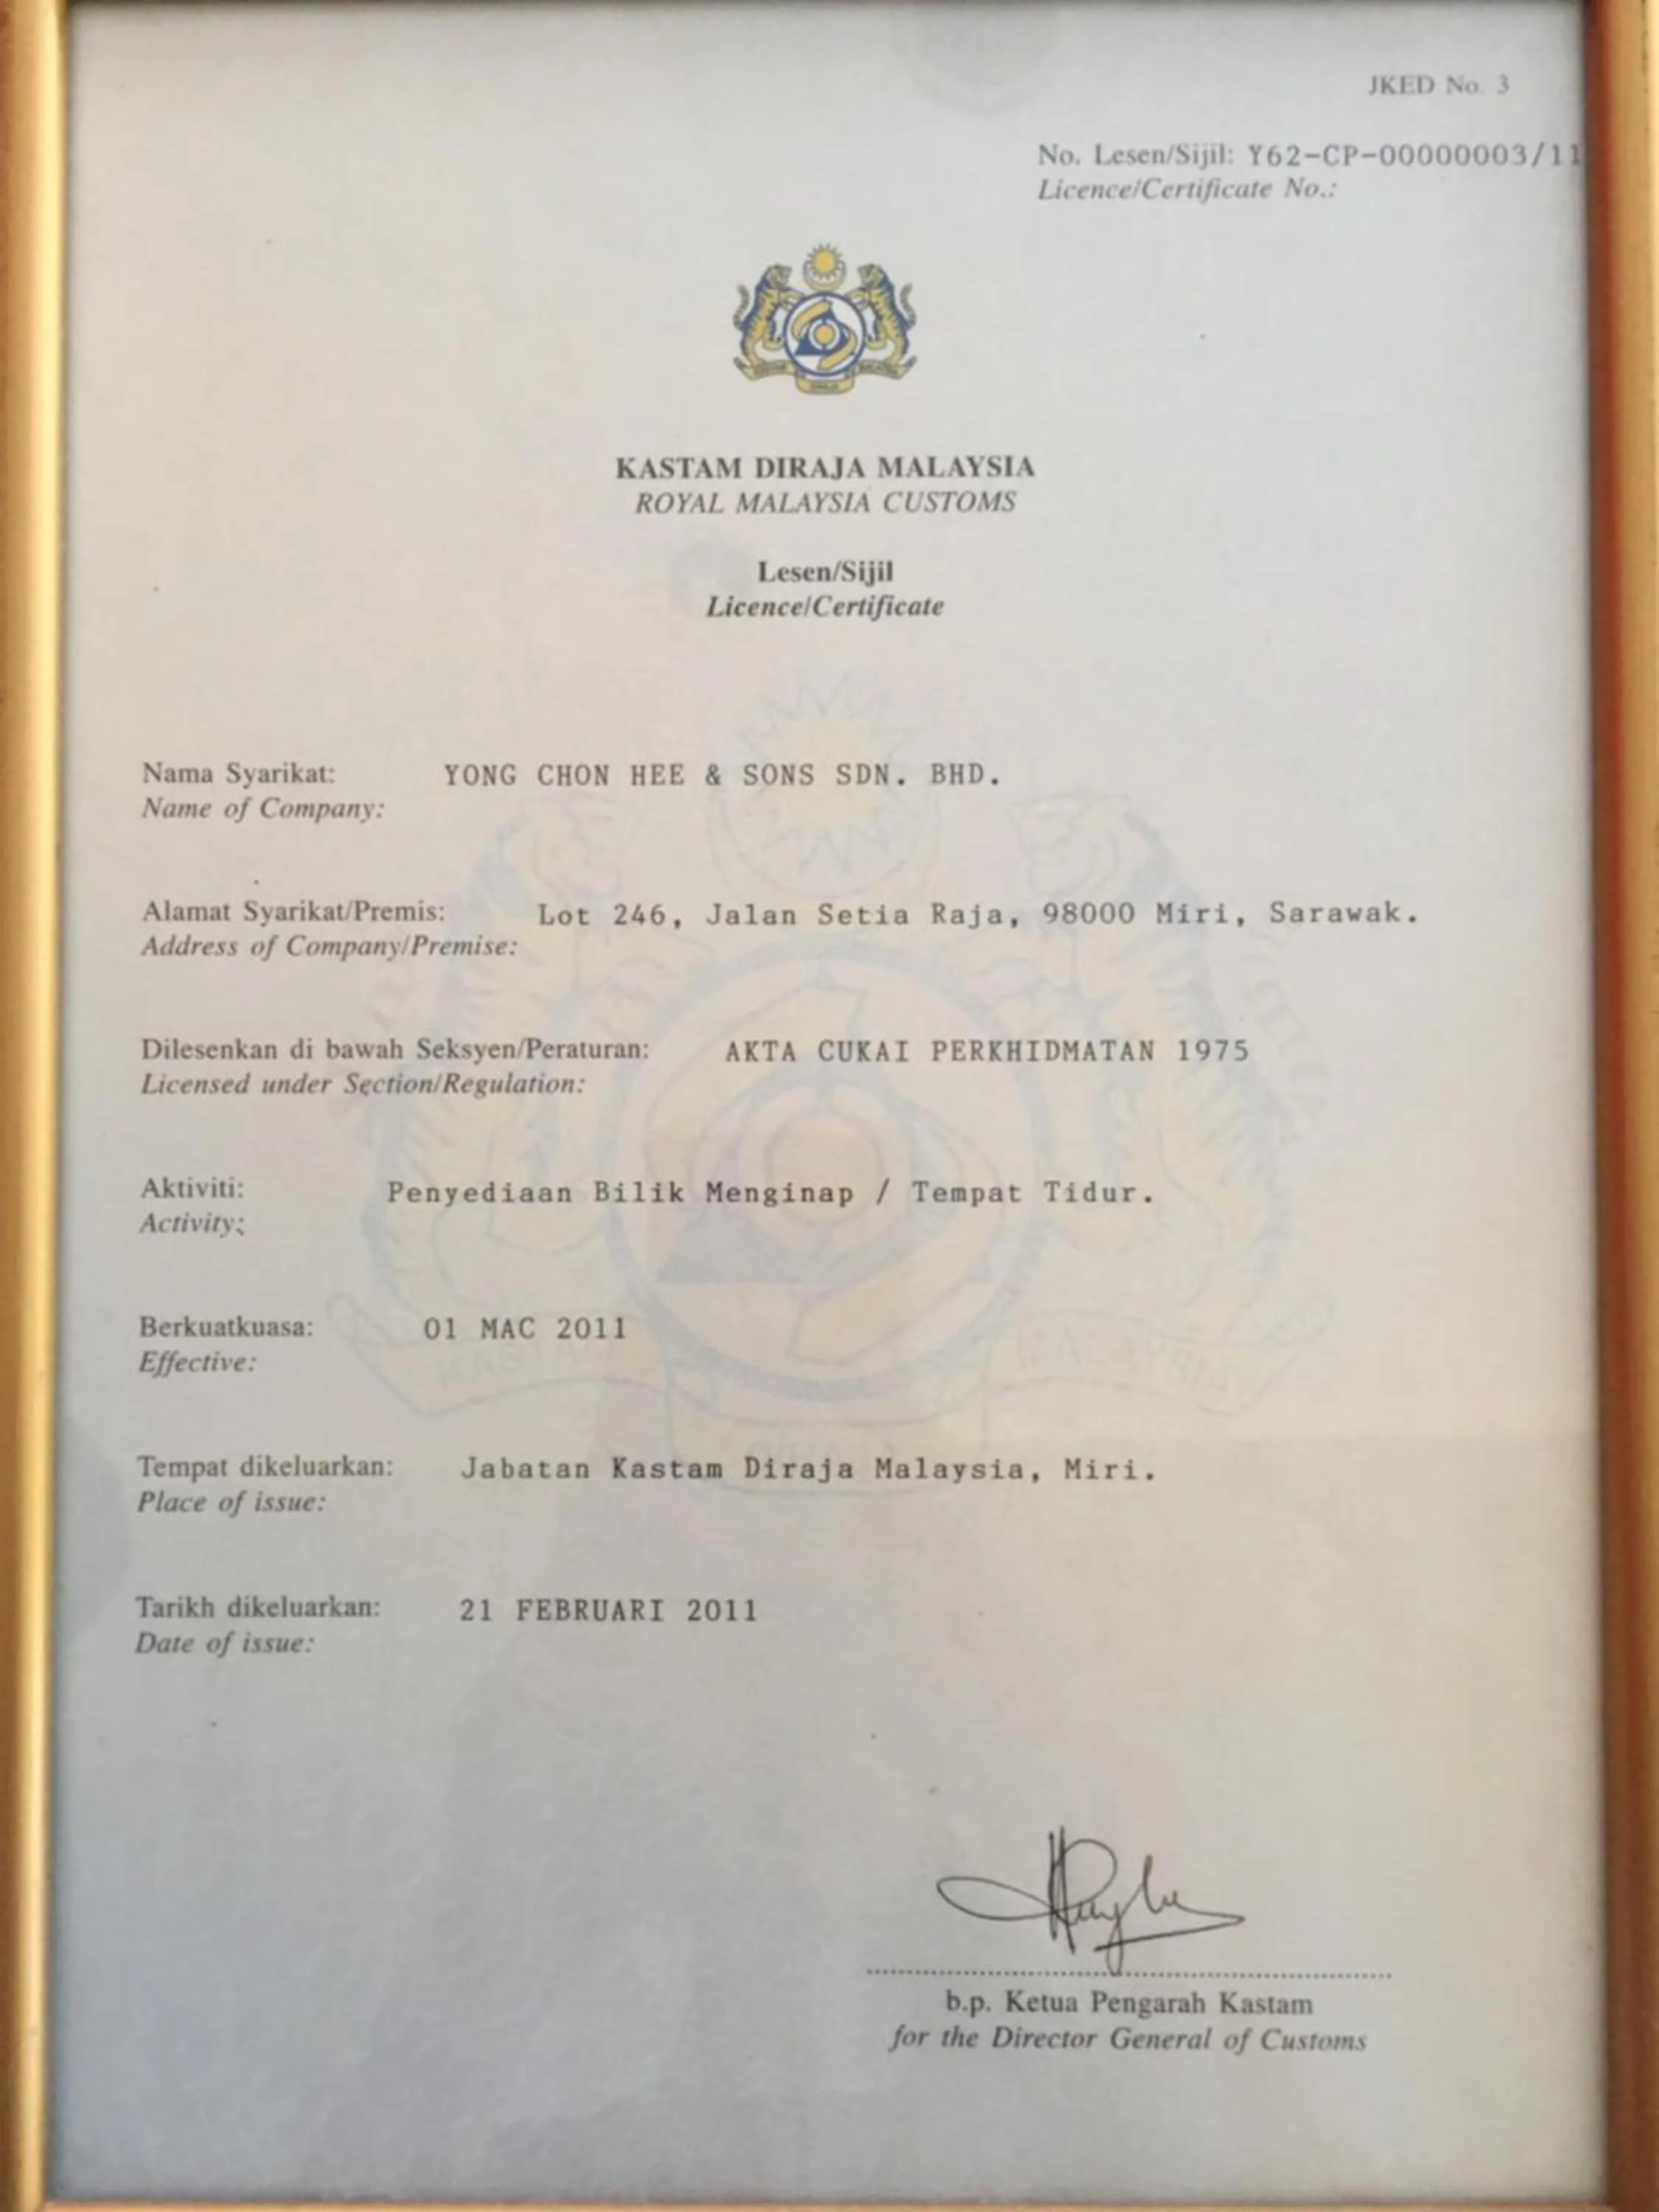 JKED No. 3
No. Lesen/Sijil: Y62-CP-00000003/11
Licence/Certificate No.:
KASTAM DIRAJA MALAYSIA
ROYAL MALAYSIA CUSTOMS
Lesen/Sijil
Licence/Certificate
Nama Syarikat: YONG CHON HEE & SONS SDN. BHD.
Name of Company:
Alamat Syarikat/Premis: Lot 246, Jalan Setia Raja, 98000 Miri, Sarawak.
Address of Company/Premise:
Dilesenkan di bawah Seksyen/Peraturan: AKTA CUKAI PERKHIDMATAN 1975
Licensed under Section/Regulation:
Aktiviti: Penyediaan Bilik Menginap / Tempat Tidur.
Activity:
Berkuatkuasa: 01 MAC 2011
Effective:
Tempat dikeluarkan: Jabatan Kastam Diraja Malaysia, Miri.
Place of issue:
Tarikh dikeluarkan: 21 FEBRUARI 2011
Date of issue:
b.p. Ketua Pengarah Kastam
for the Director General of Customs